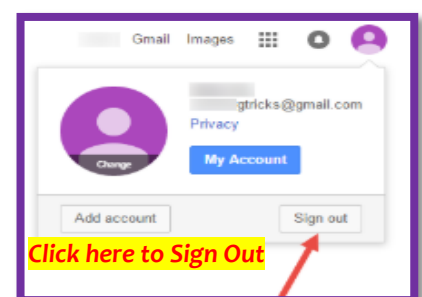 Gmail Images
gtricks@gmail.com
Privacy
Change
My Account
Add account Sign out
Click here to Sign Out